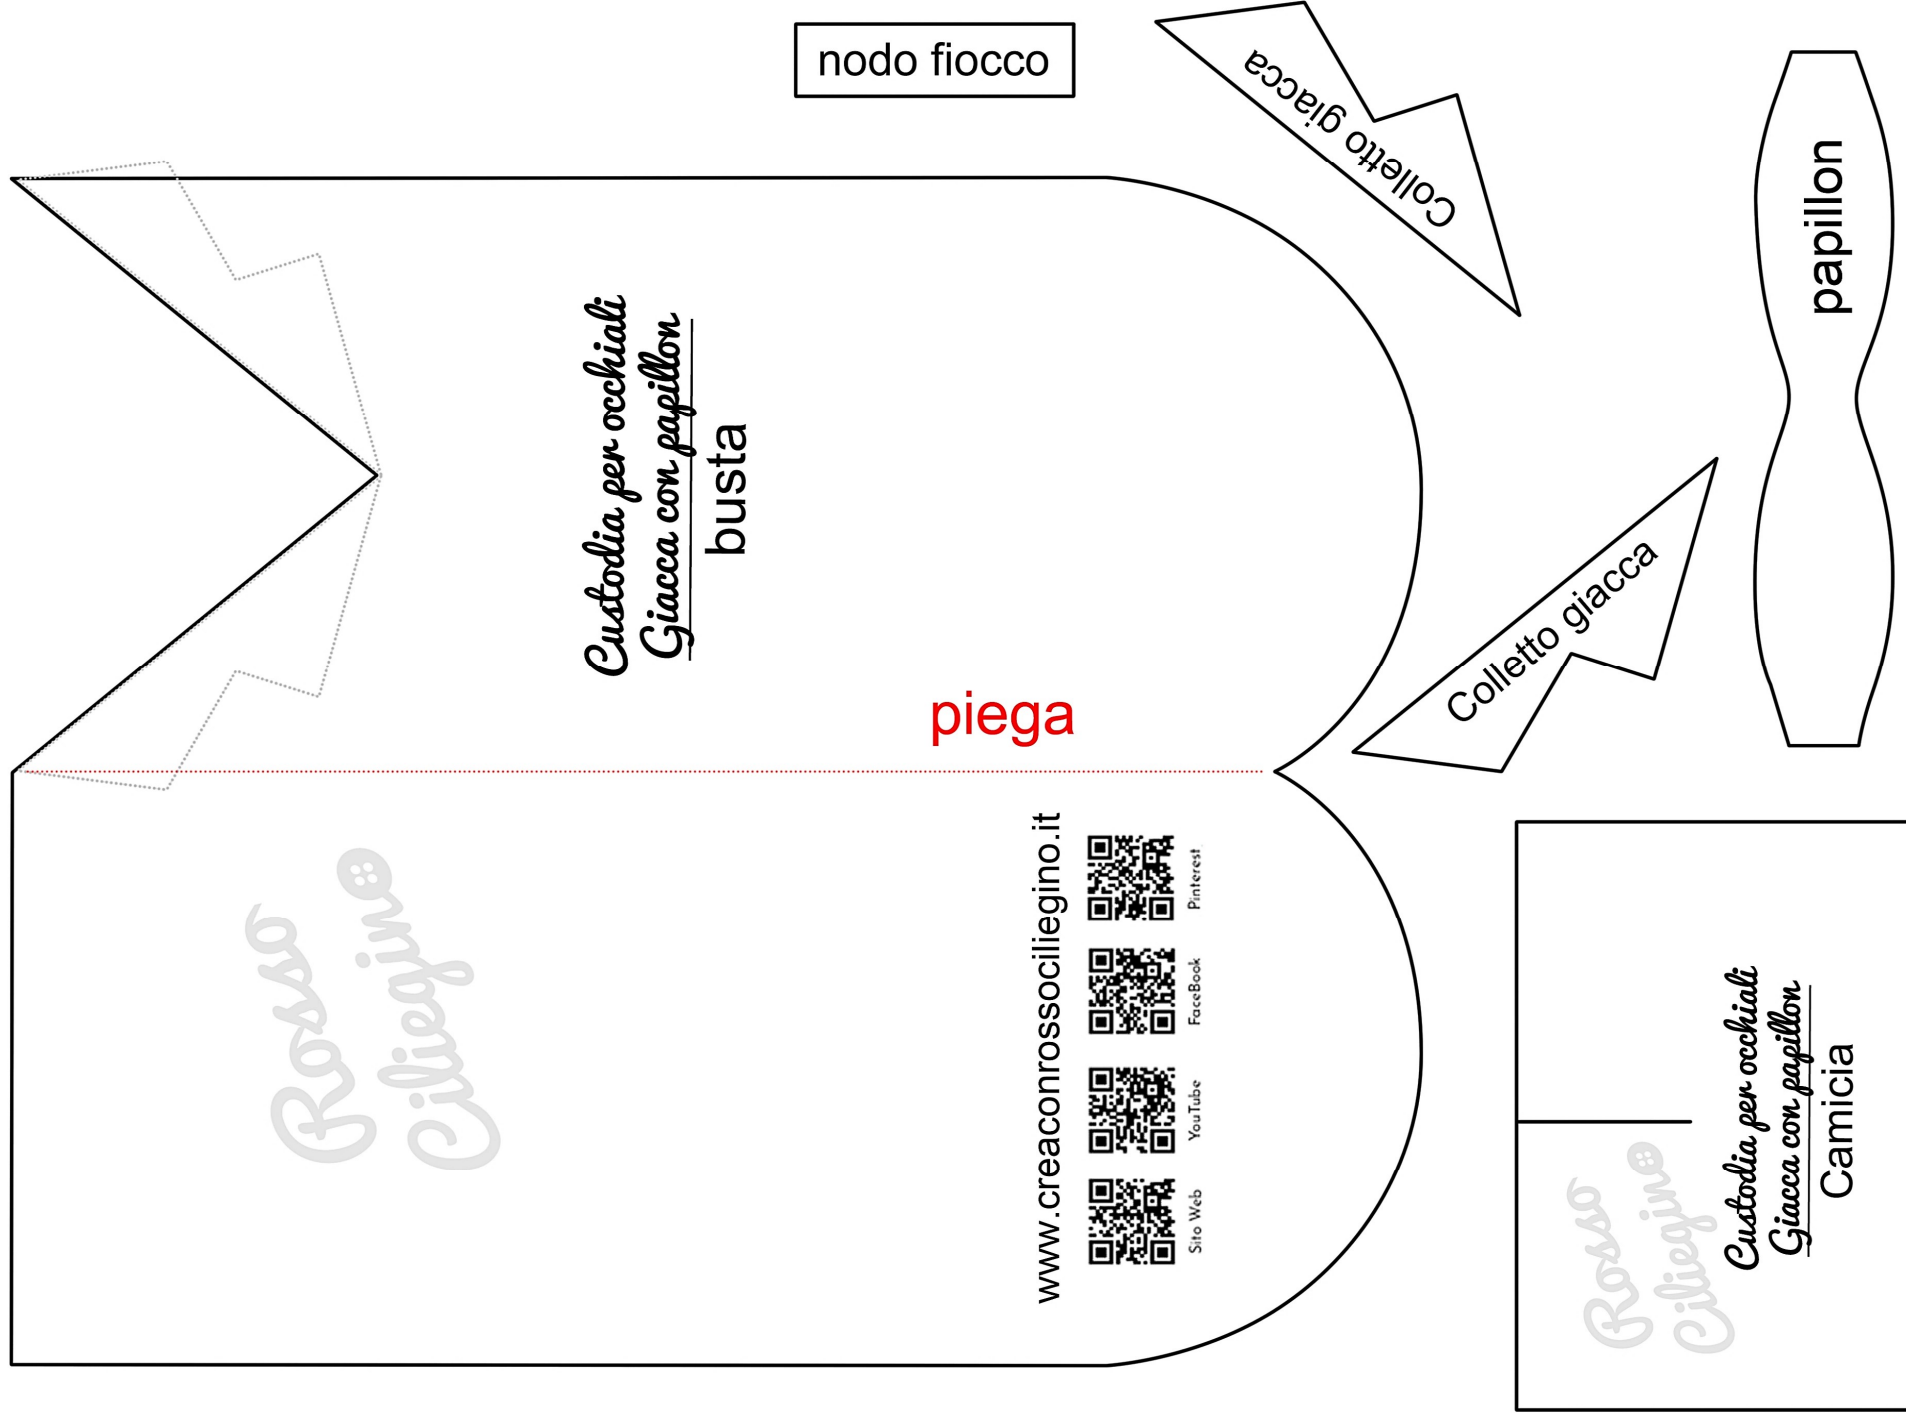 nodo fiocco
Colletto giacca
papillon
Custodia per occhiali
Giacca con papillon
busta
piega
Colletto giacca
Rosso
Ciliegino
www.creaconrossociliegino.it
Sito Web
YouTube
FaceBook
Pinterest
Custodia per occhiali
Giacca con papillon
Camicia
Rosso
Ciliegino